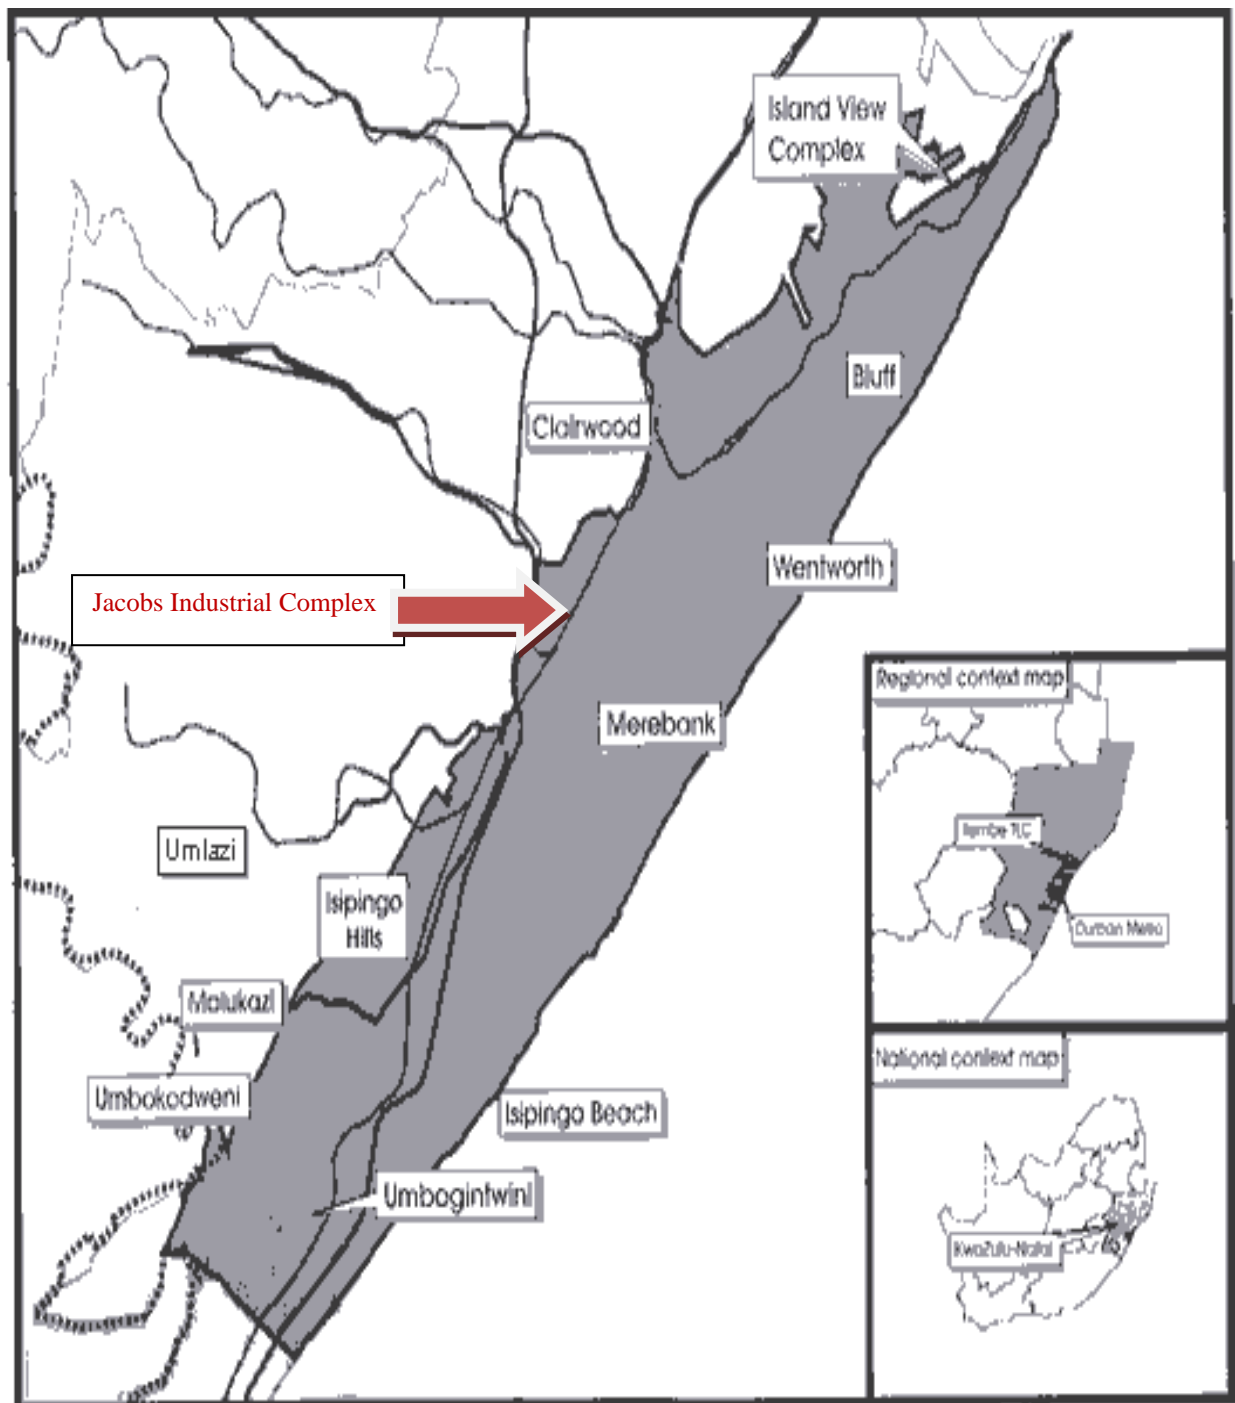 Island View
Complex
Bluff
Clairwood
Wentworth
Jacobs Industrial Complex
Regional context map
Merebank
Umlazi
Isipingo
Hills
Durban Metro
Malukazi
National context map
Umbokodweni
Isipingo Beach
Umbogintwini
KwaZulu-Natal